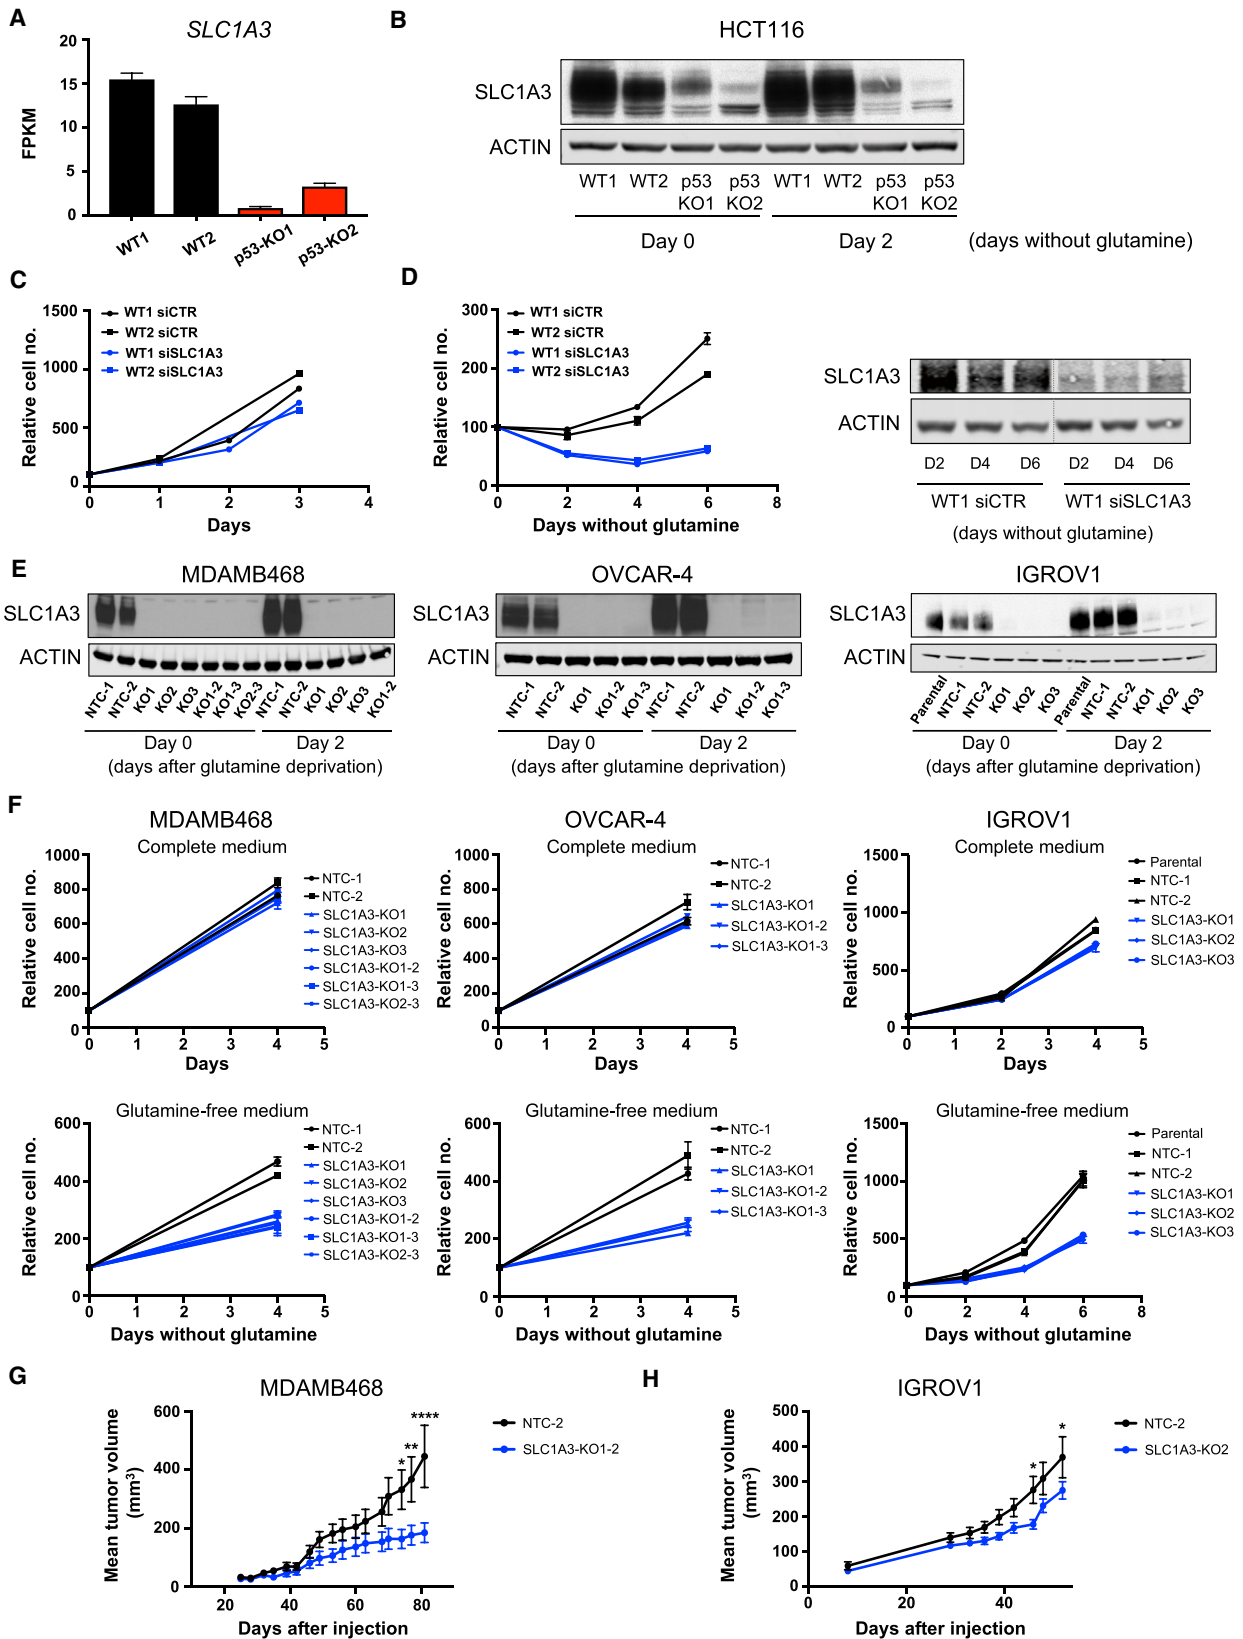 A
SLC1A3
20
15
10
5
0
FPKM
WT1
WT2
p53-KO1
p53-KO2
B
HCT116
SLC1A3
ACTIN
WT1 WT2 p53 KO1 p53 KO2 WT1 WT2 p53 KO1 p53 KO2
Day 0
Day 2
(days without glutamine)
C
1500
1000
500
0
Relative cell no.
WT1 siCTR
WT2 siCTR
WT1 siSLC1A3
WT2 siSLC1A3
0 1 2 3 4
Days
D
300
200
100
0
Relative cell no.
WT1 siCTR
WT2 siCTR
WT1 siSLC1A3
WT2 siSLC1A3
0 2 4 6 8
Days without glutamine
SLC1A3
ACTIN
D2 D4 D6 D2 D4 D6
WT1 siCTR WT1 siSLC1A3
(days without glutamine)
E
MDAMB468
SLC1A3
ACTIN
NTC-1 NTC-2 KO1 KO2 KO3 KO1-2 KO1-3 KO2-3 NTC-1 NTC-2 KO1 KO2 KO3 KO1-2
Day 0 Day 2
(days after glutamine deprivation)
OVCAR-4
SLC1A3
ACTIN
NTC-1 NTC-2 KO1 KO1-2 KO1-3 NTC-1 NTC-2 KO1 KO1-2 KO1-3
Day 0 Day 2
(days after glutamine deprivation)
IGROV1
SLC1A3
ACTIN
Parental NTC-1 NTC-2 KO1 KO2 KO3 Parental NTC-1 NTC-2 KO1 KO2 KO3
Day 0 Day 2
(days after glutamine deprivation)
F
MDAMB468
Complete medium
1000
800
600
400
200
0
Relative cell no.
NTC-1
NTC-2
SLC1A3-KO1
SLC1A3-KO2
SLC1A3-KO3
SLC1A3-KO1-2
SLC1A3-KO1-3
SLC1A3-KO2-3
0 1 2 3 4 5
Days
OVCAR-4
Complete medium
1000
800
600
400
200
0
Relative cell no.
NTC-1
NTC-2
SLC1A3-KO1
SLC1A3-KO1-2
SLC1A3-KO1-3
0 1 2 3 4 5
Days
IGROV1
Complete medium
1500
1000
500
0
Relative cell no.
Parental
NTC-1
NTC-2
SLC1A3-KO1
SLC1A3-KO2
SLC1A3-KO3
0 1 2 3 4 5
Days
Glutamine-free medium
600
400
200
0
Relative cell no.
NTC-1
NTC-2
SLC1A3-KO1
SLC1A3-KO2
SLC1A3-KO3
SLC1A3-KO1-2
SLC1A3-KO1-3
SLC1A3-KO2-3
0 1 2 3 4 5
Days without glutamine
Glutamine-free medium
600
400
200
0
Relative cell no.
NTC-1
NTC-2
SLC1A3-KO1
SLC1A3-KO1-2
SLC1A3-KO1-3
0 1 2 3 4 5
Days without glutamine
Glutamine-free medium
1500
1000
500
0
Relative cell no.
Parental
NTC-1
NTC-2
SLC1A3-KO1
SLC1A3-KO2
SLC1A3-KO3
0 2 4 6 8
Days without glutamine
G
MDAMB468
600
400
200
0
Mean tumor volume
(mm³)
* ** ****
NTC-2
SLC1A3-KO1-2
20 40 60 80
Days after injection
H
IGROV1
500
400
300
200
100
0
Mean tumor volume
(mm³)
* *
NTC-2
SLC1A3-KO2
0 20 40
Days after injection